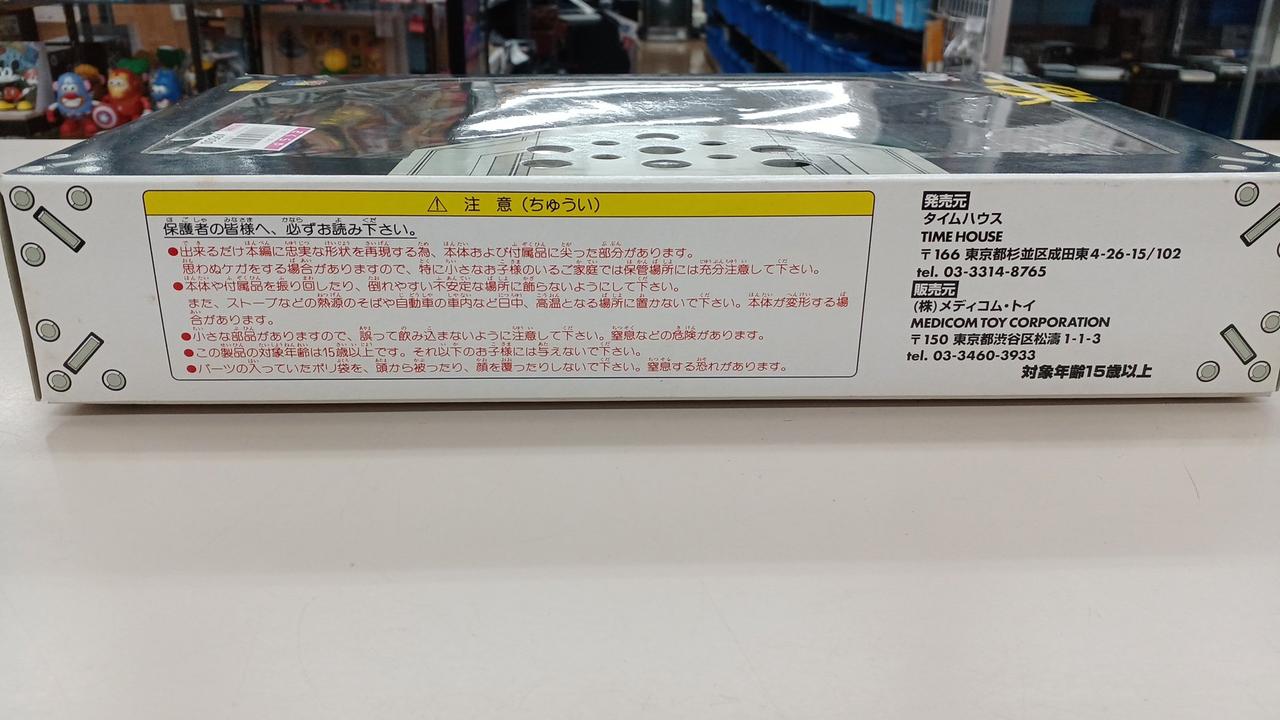 ⚠ 注 意 (ちゅうい)
保護者の皆様へ、必ずお読み下さい。
●出来るだけ本編に忠実な形状を再現する為、本体および付属品に尖った部分があります。
思わぬケガをする場合がありますので、特に小さなお子様のいるご家庭では保管場所には充分注意して下さい。
●本体や付属品を振り回したり、倒れやすい不安定な場所に飾らないようにして下さい。
また、ストーブなどの熱源のそばや自動車の車内など日中、高温となる場所に置かないで下さい。本体が変形する場
合があります。
●小さな部品がありますので、誤って飲み込まないように注意して下さい。窒息などの危険があります。
●この製品の対象年齢は15歳以上です。それ以下のお子様には与えないで下さい。
●パーツの入っていたポリ袋を、頭から被ったり、顔を覆ったりしないで下さい。窒息する恐れがあります。
発売元
タイムハウス
TIME HOUSE
〒166 東京都杉並区成田東4-26-15/102
tel. 03-3314-8765
販売元
(株)メディコム・トイ
MEDICOM TOY CORPORATION
〒150 東京都渋谷区松濤1-1-3
tel. 03-3460-3933
対象年齢15歳以上